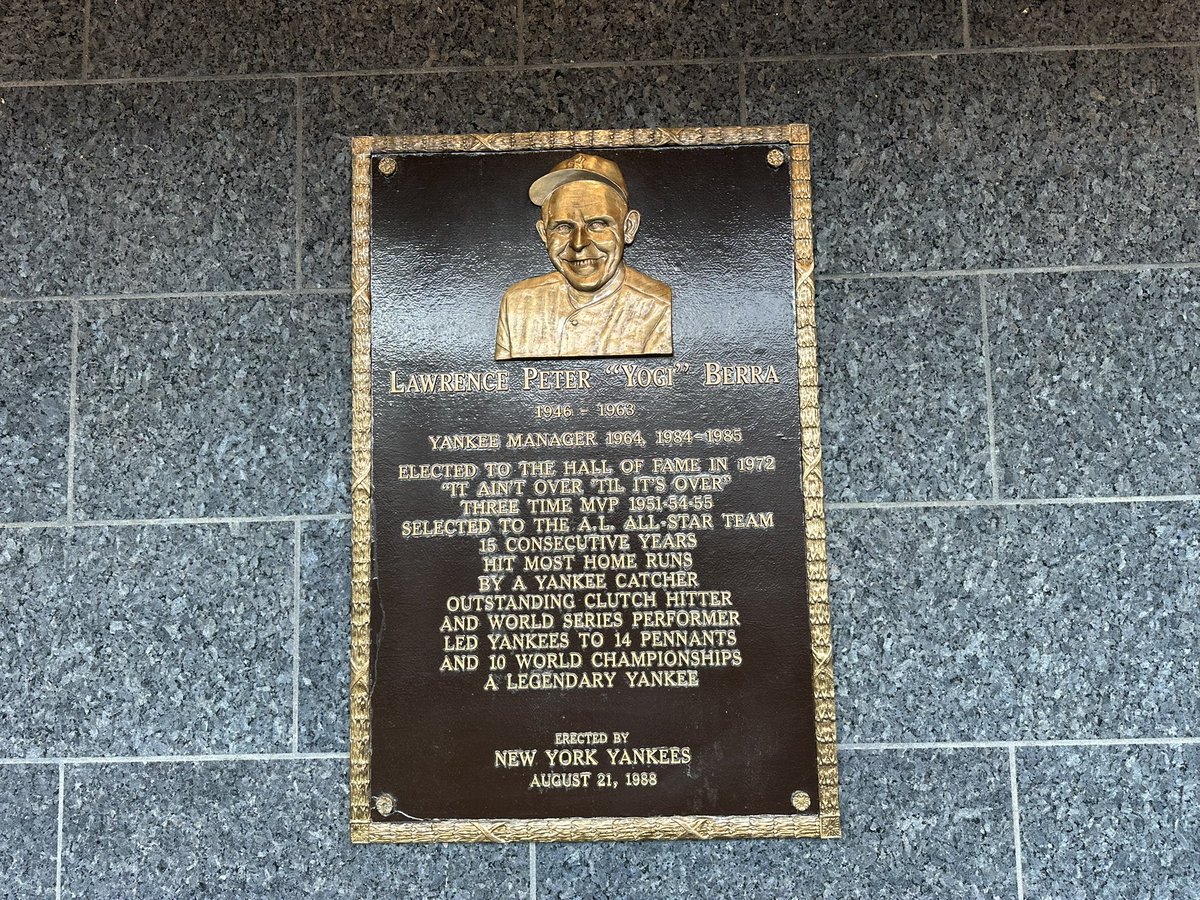 LAWRENCE PETER "'YOGI'" BERRA
1946 - 1963
YANKEE MANAGER 1964, 1984-1985
ELECTED TO THE HALL OF FAME IN 1972
"IT AIN'T OVER 'TIL IT'S OVER"
THREE TIME MVP 1951-54-55
SELECTED TO THE A.L. ALL-STAR TEAM
15 CONSECUTIVE YEARS
HIT MOST HOME RUNS
BY A YANKEE CATCHER
OUTSTANDING CLUTCH HITTER
AND WORLD SERIES PERFORMER
LED YANKEES TO 14 PENNANTS
AND 10 WORLD CHAMPIONSHIPS
A LEGENDARY YANKEE
ERECTED BY
NEW YORK YANKEES
AUGUST 21, 1988